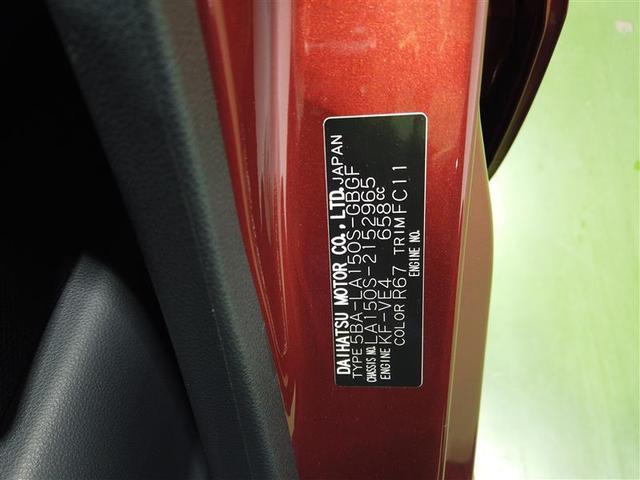 DAIHATSU MOTOR CO.,LTD.JAPAN
TYPE 5BA-LA150S-GBGF
CHASSIS NO. LA150S-2152965
ENGINE KF-VE4 658cc
COLOR R67 TRIM FC11
ENGINE NO.